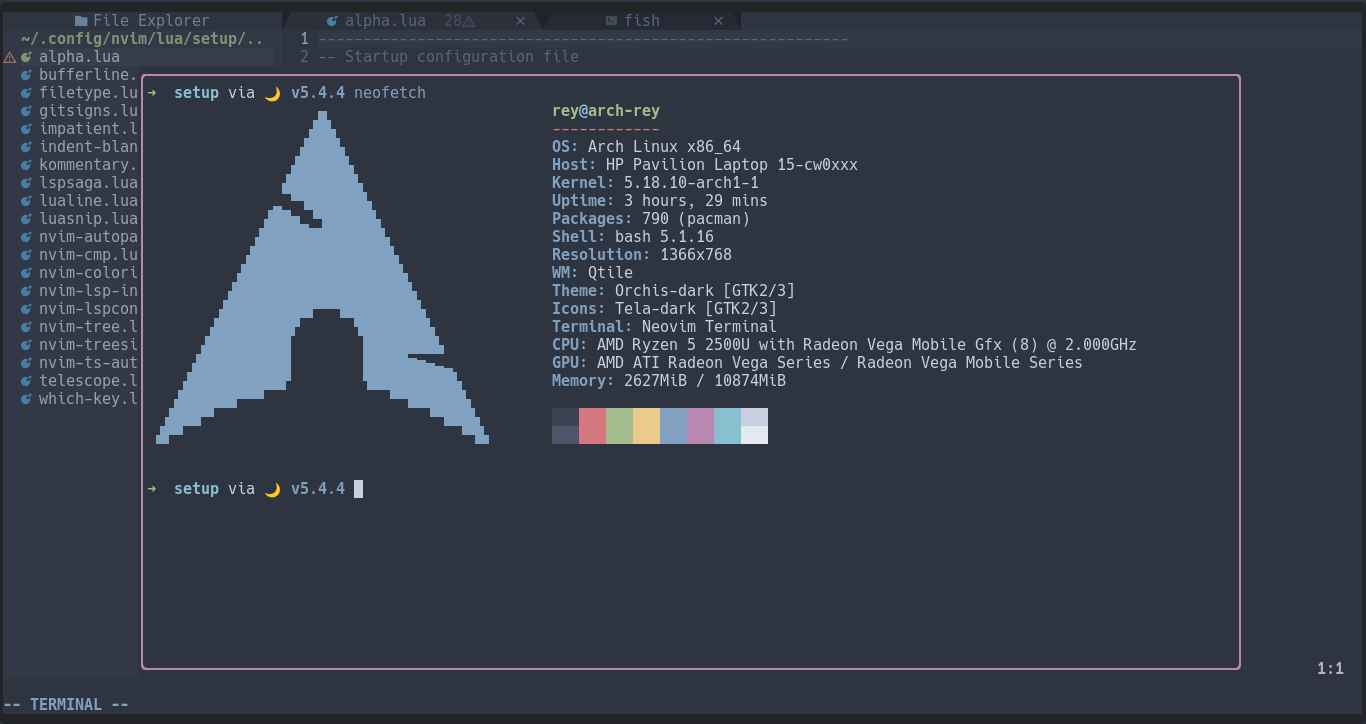 File Explorer
alpha.lua 28
fish
~/.config/nvim/lua/setup/..
alpha.lua
bufferline.
filetype.lu
gitsigns.lu
impatient.l
indent-blan
kommentary.
lspsaga.lua
lualine.lua
luasnip.lua
nvim-autopa
nvim-cmp.lu
nvim-colori
nvim-lsp-in
nvim-lspcon
nvim-tree.l
nvim-treesi
nvim-ts-aut
telescope.l
which-key.l
1 -----------------------------------------------------------
2 -- Startup configuration file
➜ setup via 🌙 v5.4.4 neofetch
rey@arch-rey
------------
OS: Arch Linux x86_64
Host: HP Pavilion Laptop 15-cw0xxx
Kernel: 5.18.10-arch1-1
Uptime: 3 hours, 29 mins
Packages: 790 (pacman)
Shell: bash 5.1.16
Resolution: 1366x768
WM: Qtile
Theme: Orchis-dark [GTK2/3]
Icons: Tela-dark [GTK2/3]
Terminal: Neovim Terminal
CPU: AMD Ryzen 5 2500U with Radeon Vega Mobile Gfx (8) @ 2.000GHz
GPU: AMD ATI Radeon Vega Series / Radeon Vega Mobile Series
Memory: 2627MiB / 10874MiB
➜ setup via 🌙 v5.4.4
1:1
-- TERMINAL --